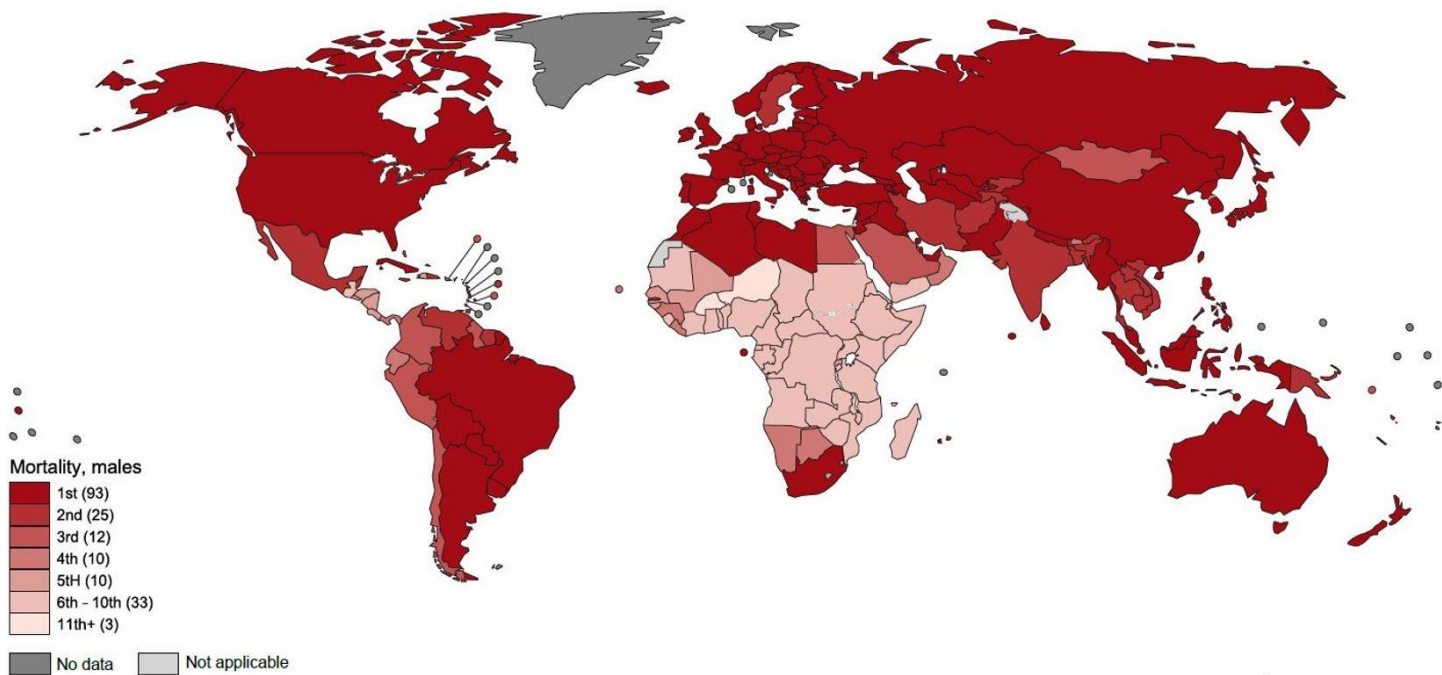 Mortality, males
1st (93)
2nd (25)
3rd (12)
4th (10)
5tH (10)
6th - 10th (33)
11th+ (3)
No data
Not applicable